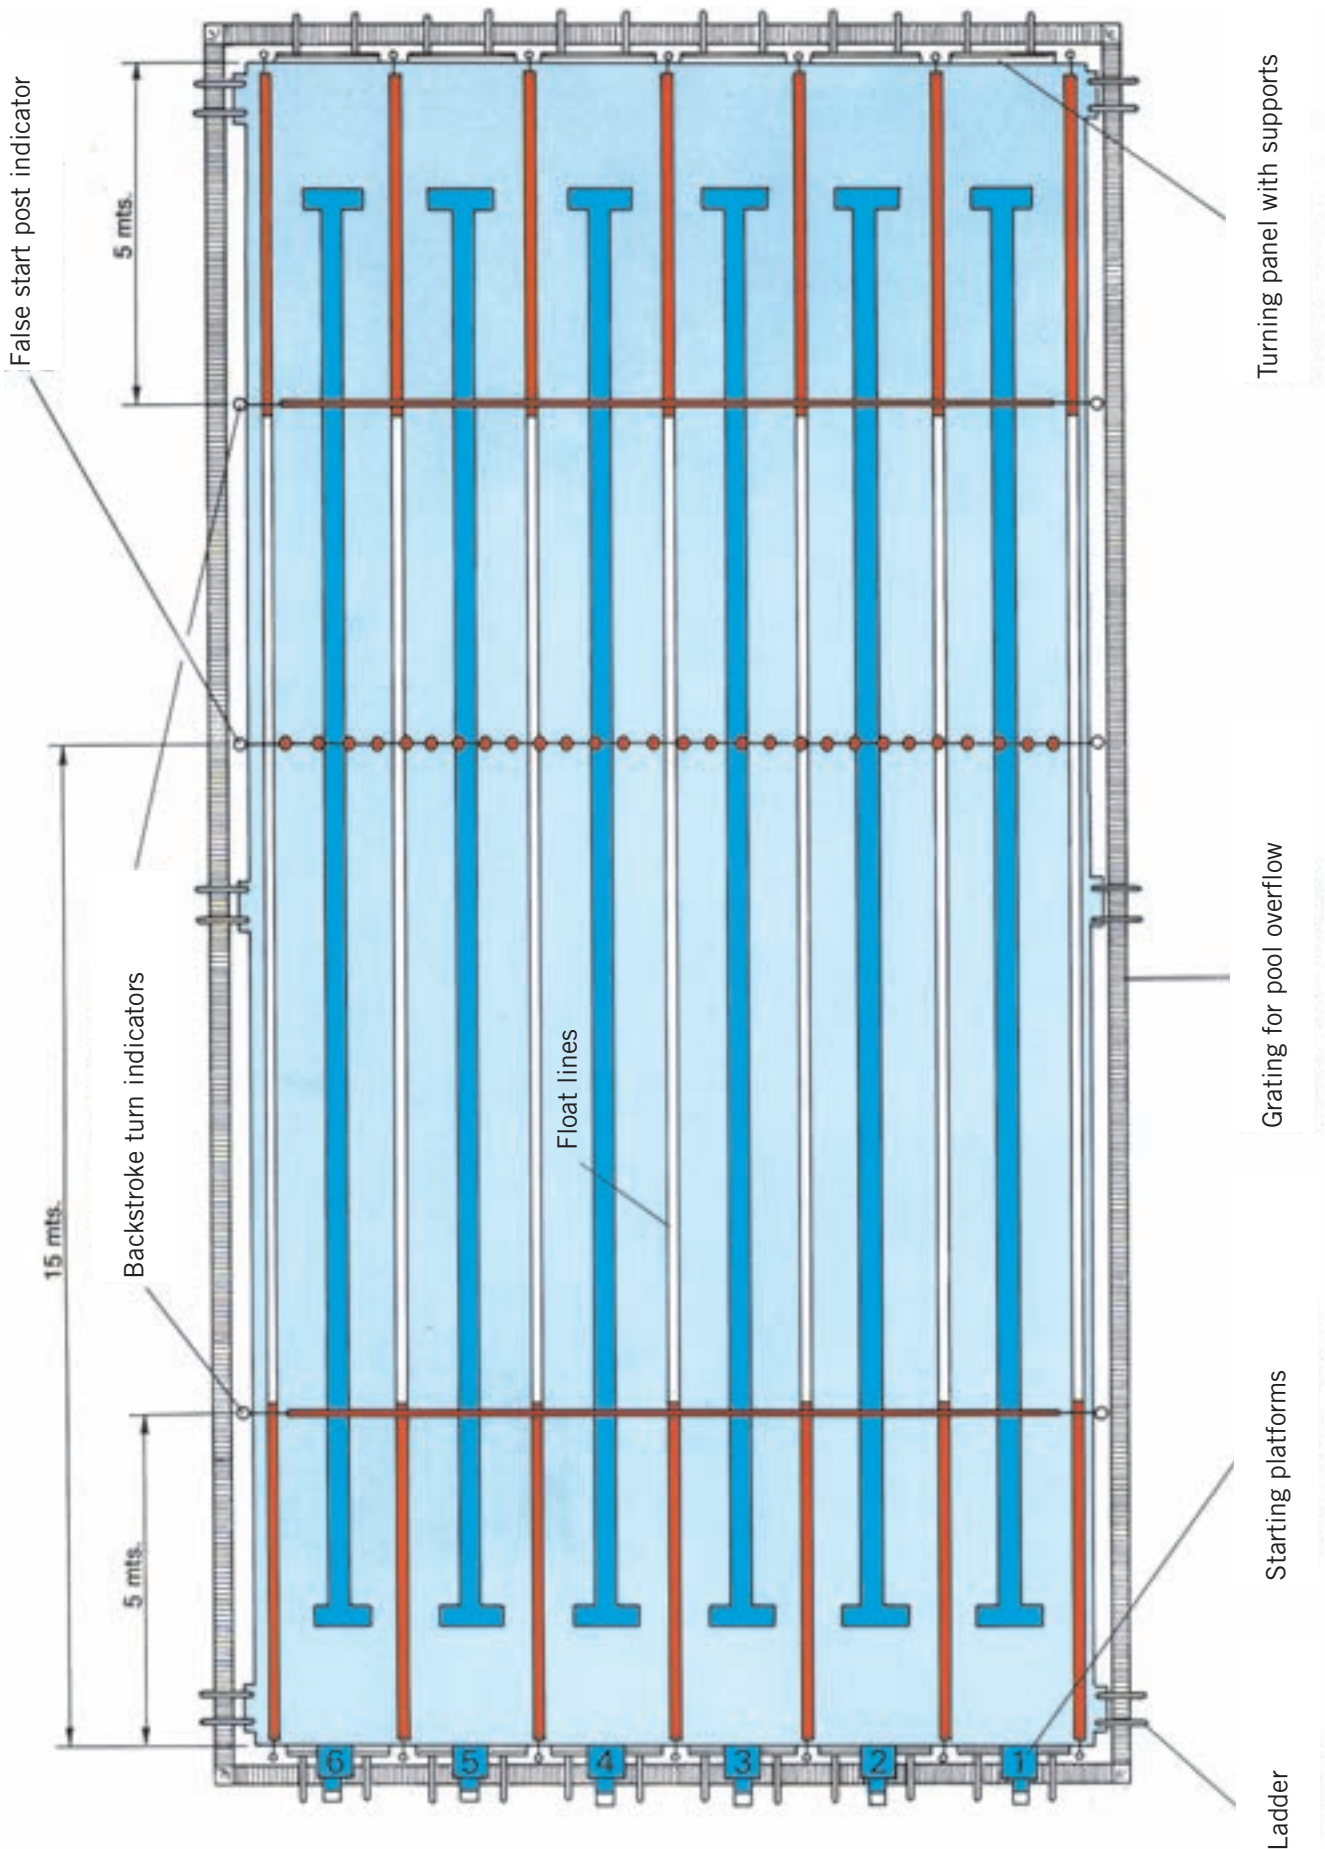 False start post indicator
5 mts.
Turning panel with supports
Backstroke turn indicators
15 mts.
Float lines
Grating for pool overflow
5 mts.
Starting platforms
Ladder
6 5 4 3 2 1